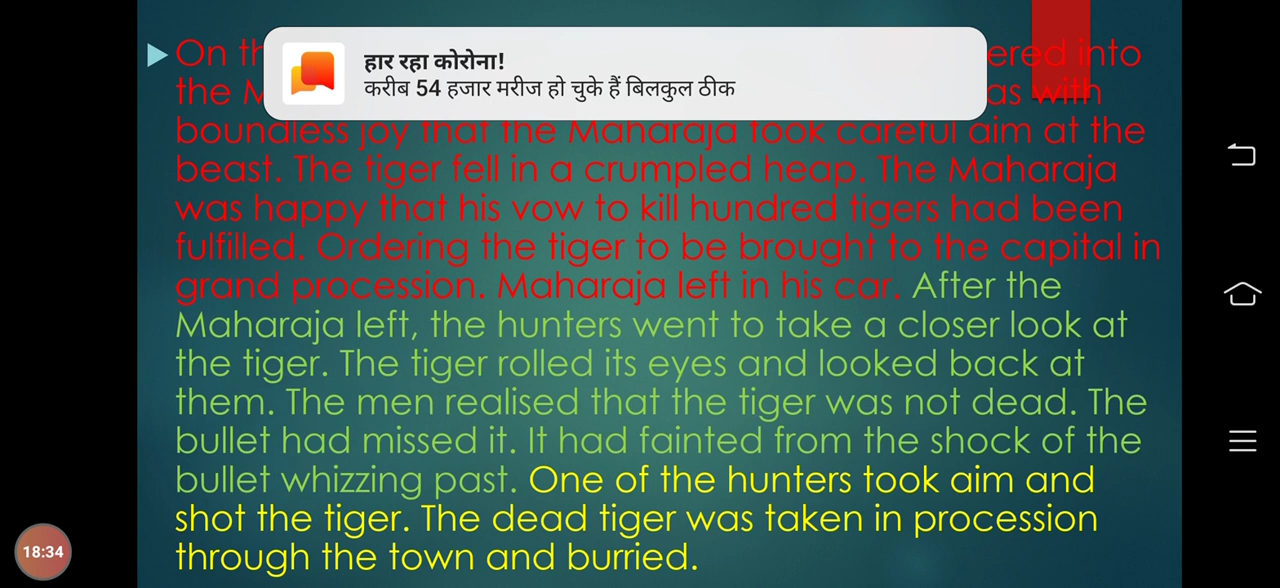 हार रहा कोरोना!
करीब 54 हजार मरीज हो चुके हैं बिलकुल ठीक
On th ered into
the M as with
boundless joy that the Maharaja took careful aim at the
beast. The tiger fell in a crumpled heap. The Maharaja
was happy that his vow to kill hundred tigers had been
fulfilled. Ordering the tiger to be brought to the capital in
grand procession. Maharaja left in his car. After the
Maharaja left, the hunters went to take a closer look at
the tiger. The tiger rolled its eyes and looked back at
them. The men realised that the tiger was not dead. The
bullet had missed it. It had fainted from the shock of the
bullet whizzing past. One of the hunters took aim and
shot the tiger. The dead tiger was taken in procession
through the town and burried.
18:34